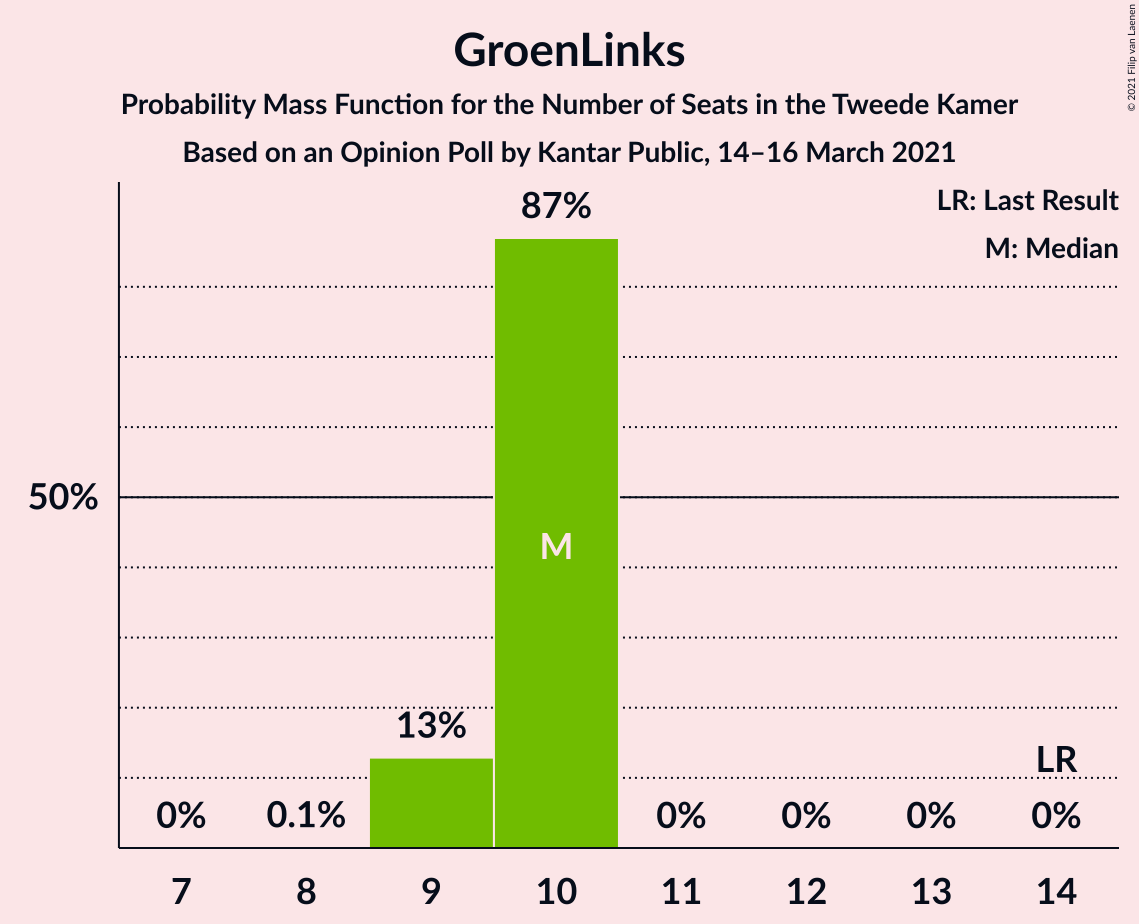 GroenLinks
Probability Mass Function for the Number of Seats in the Tweede Kamer
Based on an Opinion Poll by Kantar Public, 14–16 March 2021
© 2021 Filip van Laenen
LR: Last Result
M: Median
87%
50%
M
13%
LR
0% 0.1% 0% 0% 0% 0%
7 8 9 10 11 12 13 14